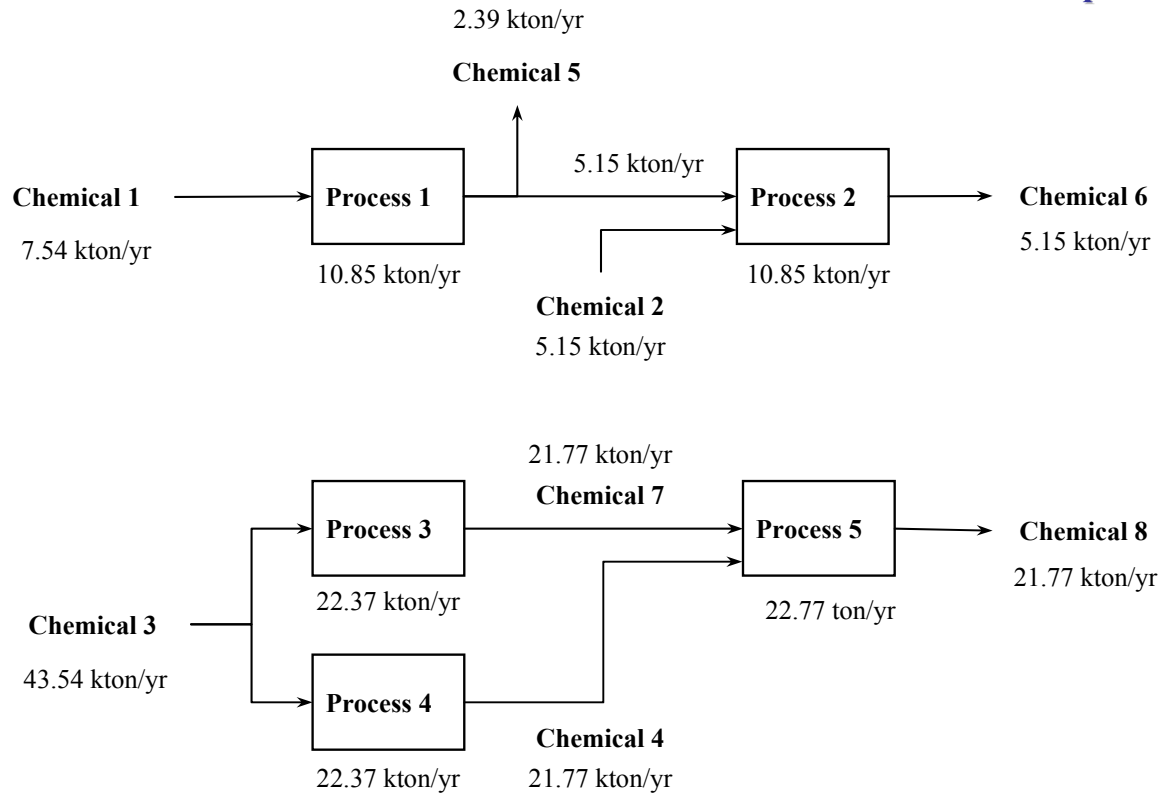 2.39 kton/yr
Chemical 5
5.15 kton/yr
Chemical 1
Process 1
Process 2
Chemical 6
7.54 kton/yr
5.15 kton/yr
10.85 kton/yr
10.85 kton/yr
Chemical 2
5.15 kton/yr
21.77 kton/yr
Chemical 7
Process 3
Process 5
Chemical 8
21.77 kton/yr
22.37 kton/yr
22.77 ton/yr
Chemical 3
43.54 kton/yr
Process 4
Chemical 4
22.37 kton/yr
21.77 kton/yr